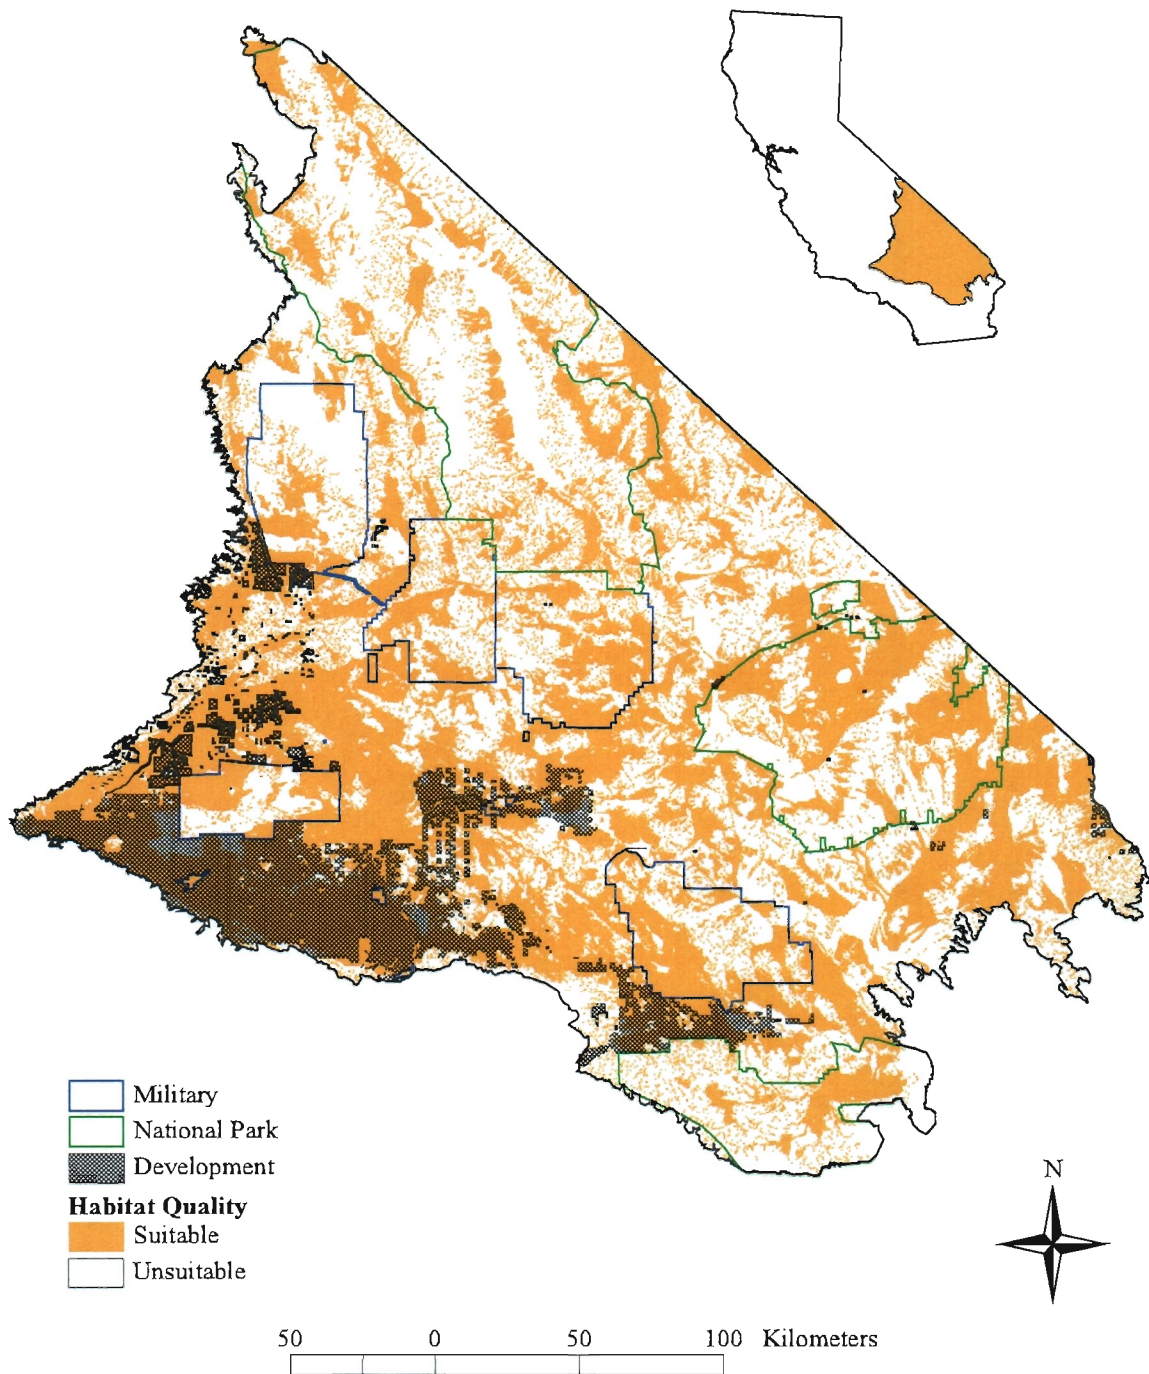 Military
National Park
Development
Habitat Quality
Suitable
Unsuitable
N
50 0 50 100 Kilometers